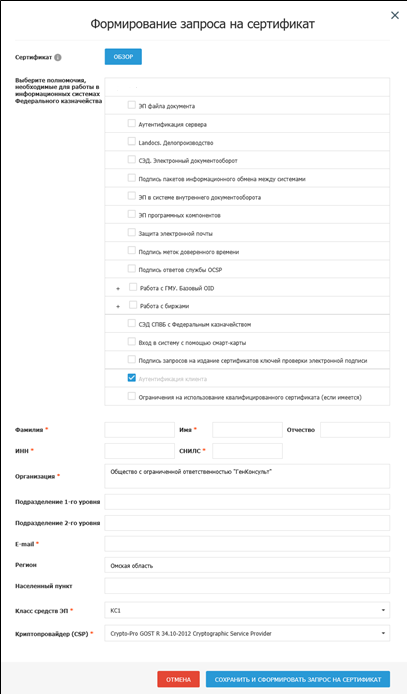 Формирование запроса на сертификат
Сертификат
ОБЗОР
Выберите полномочия,
необходимые для работы в
информационных системах
Федерального казначейства
ЭП файла документа
Аутентификация сервера
Landocs. Делопроизводство
СЭД. Электронный документооборот
Подпись пакетов информационного обмена между системами
ЭП в системе внутреннего документооборота
ЭП программных компонентов
Защита электронной почты
Подпись меток доверенного времени
Подпись ответов службы OCSP
+ Работа с ГМУ. Базовый OID
+ Работа с биржами
СЭД СПВБ с Федеральным казначейством
Вход в систему с помощью смарт-карты
Подпись запросов на издание сертификатов ключей проверки электронной подписи
Аутентификация клиента
Ограничения на использование квалифицированного сертификата (если имеется)
Фамилия * Имя * Отчество
ИНН * СНИЛС *
Организация * Общество с ограниченной ответственностью "ГенКонсульт"
Подразделение 1-го уровня
Подразделение 2-го уровня
E-mail *
Регион Омская область
Населенный пункт
Класс средств ЭП * КС1
Криптопровайдер (CSP) * Crypto-Pro GOST R 34.10-2012 Cryptographic Service Provider
ОТМЕНА СОХРАНИТЬ И СФОРМИРОВАТЬ ЗАПРОС НА СЕРТИФИКАТ